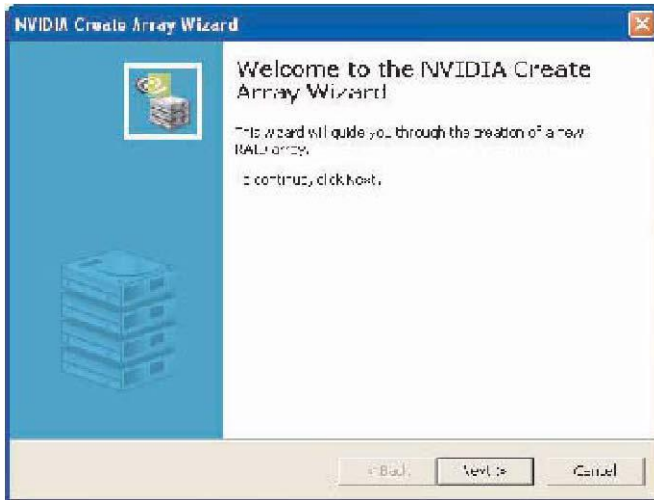 NVIDIA Create Array Wizard
Welcome to the NVIDIA Create
Array Wizard
This wizard will guide you through the creation of a new
RAID array.
To continue, click Next.
< Back
Next >
Cancel